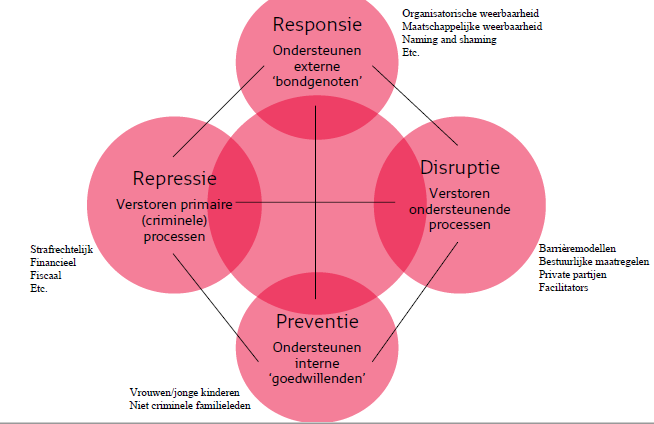 Responsie
Ondersteunen
externe
‘bondgenoten’
Organisatorische weerbaarheid
Maatschappelijke weerbaarheid
Naming and shaming
Etc.
Repressie
Verstoren primaire
(criminele)
processen
Disruptie
Verstoren
ondersteunende
processen
Strafrechtelijk
Financieel
Fiscaal
Etc.
Barrièremodellen
Bestuurlijke maatregelen
Private partijen
Facilitators
Preventie
Ondersteunen
interne
‘goedwillenden’
Vrouwen/jonge kinderen
Niet criminele familieleden